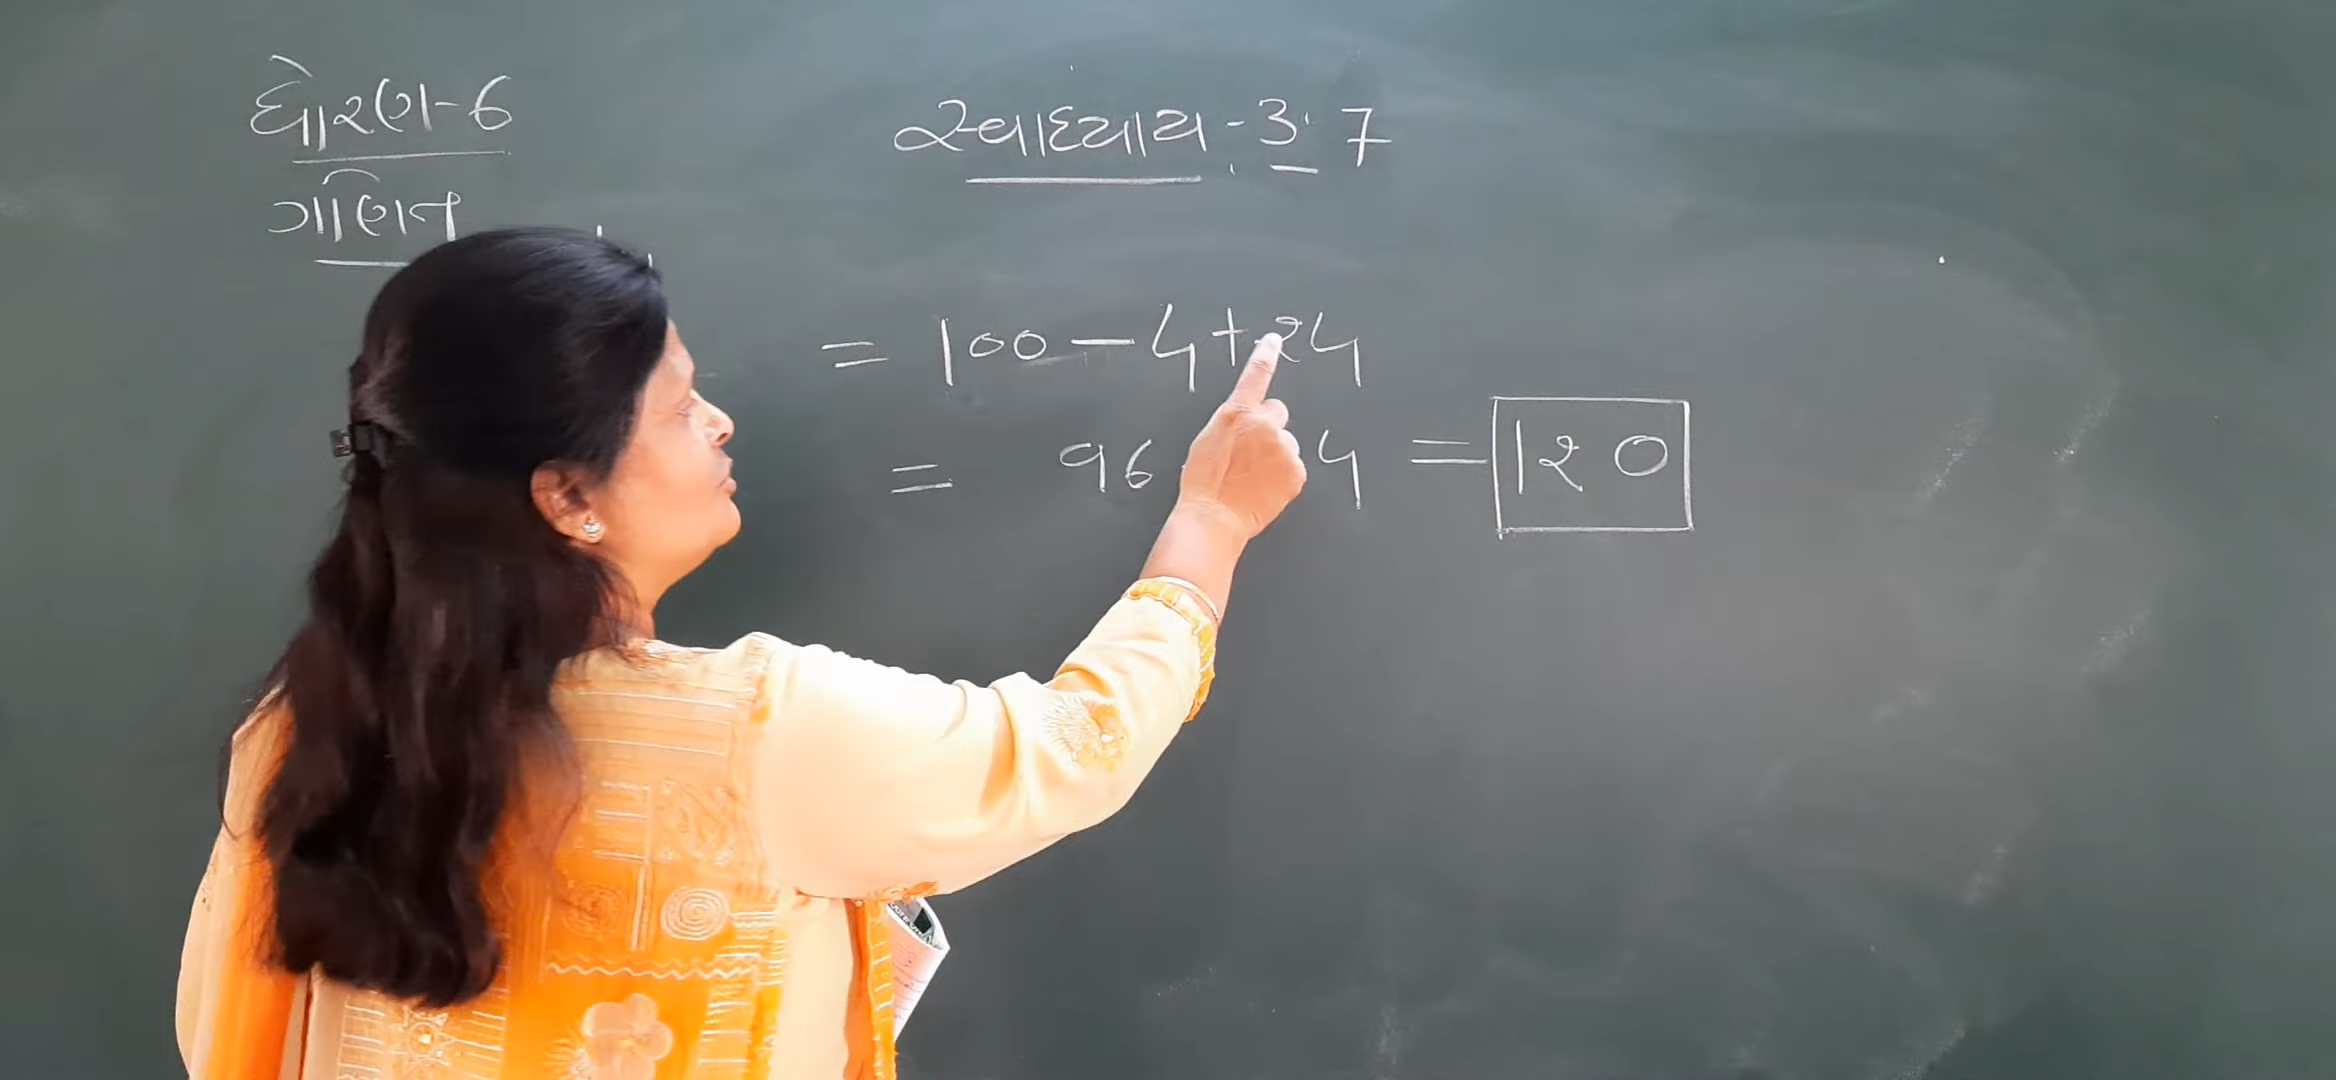 ધોરણ-6
ગણિત
સ્વાધ્યાય:-3.7
= 100 - 4 + 24
= 96 4 = 120